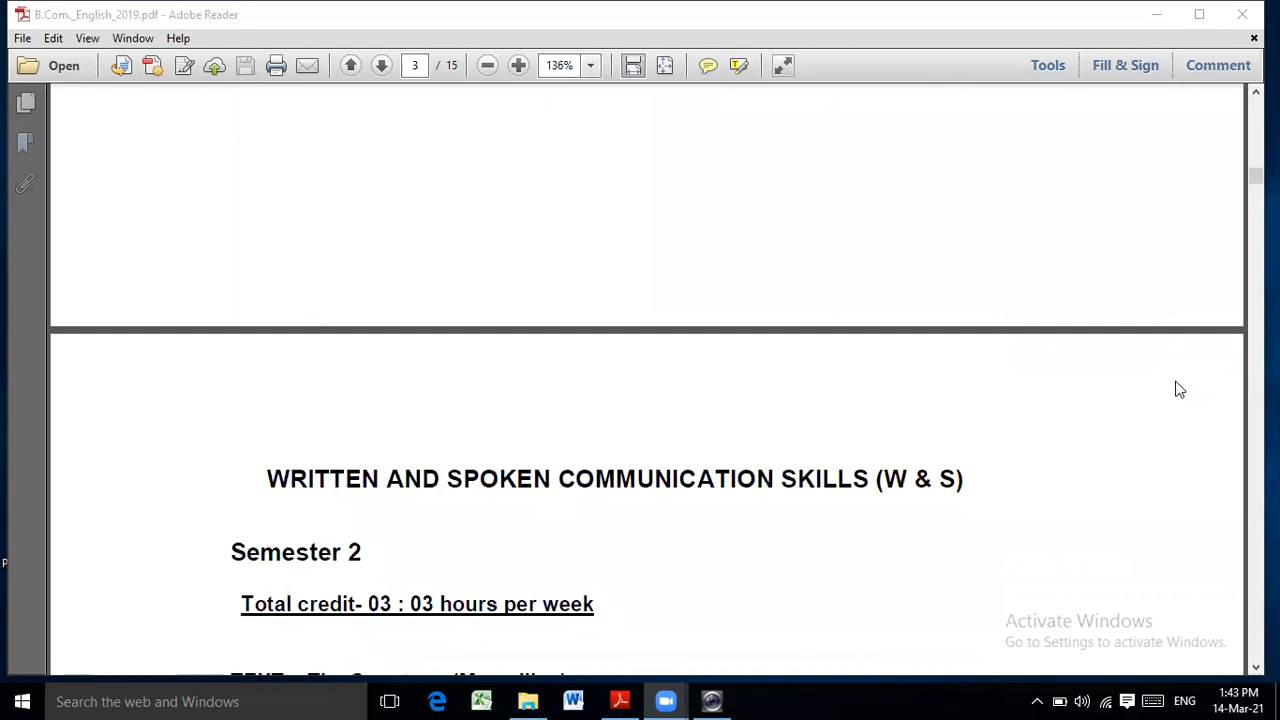 B.Com._English_2019.pdf - Adobe Reader
File Edit View Window Help
Open 3 / 15 136% Tools Fill & Sign Comment
WRITTEN AND SPOKEN COMMUNICATION SKILLS (W & S)
Semester 2
Total credit- 03 : 03 hours per week
Activate Windows
Go to Settings to activate Windows.
Search the web and Windows
ENG
1:43 PM
14-Mar-21